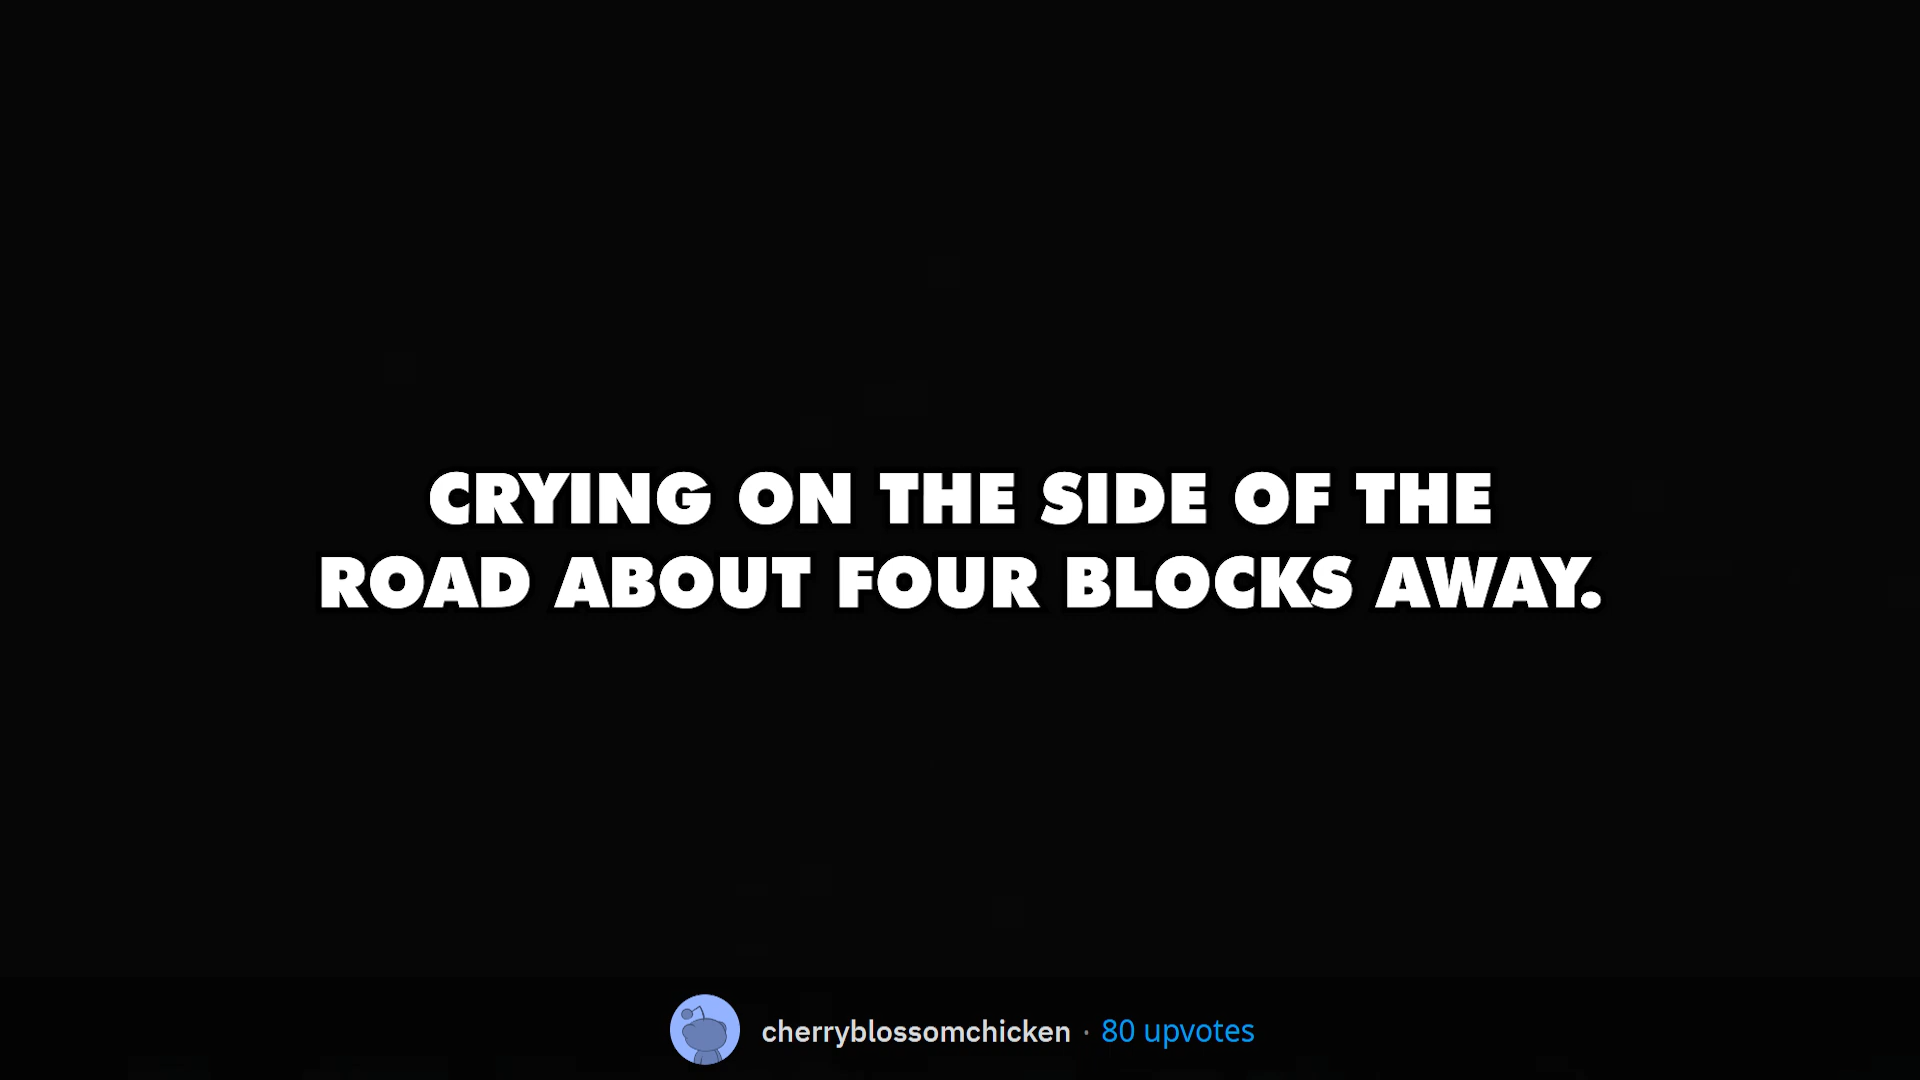 CRYING ON THE SIDE OF THE
ROAD ABOUT FOUR BLOCKS AWAY.
cherryblossomchicken · 80 upvotes